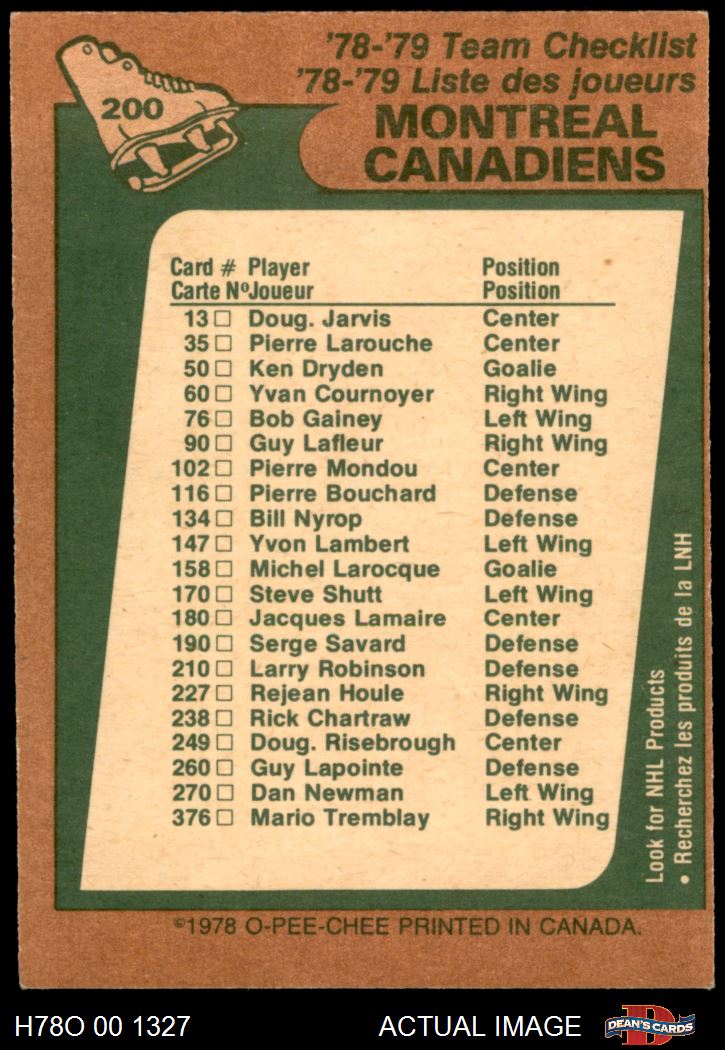 200
'78-'79 Team Checklist
'78-'79 Liste des joueurs
MONTREAL
CANADIENS
Card # Player Position
Carte NºJoueur Position
13 □ Doug. Jarvis Center
35 □ Pierre Larouche Center
50 □ Ken Dryden Goalie
60 □ Yvan Cournoyer Right Wing
76 □ Bob Gainey Left Wing
90 □ Guy Lafleur Right Wing
102 □ Pierre Mondou Center
116 □ Pierre Bouchard Defense
134 □ Bill Nyrop Defense
147 □ Yvon Lambert Left Wing
158 □ Michel Larocque Goalie
170 □ Steve Shutt Left Wing
180 □ Jacques Lamaire Center
190 □ Serge Savard Defense
210 □ Larry Robinson Defense
227 □ Rejean Houle Right Wing
238 □ Rick Chartraw Defense
249 □ Doug. Risebrough Center
260 □ Guy Lapointe Defense
270 □ Dan Newman Left Wing
376 □ Mario Tremblay Right Wing
Look for NHL Products
• Recherchez les produits de la LNH
©1978 O-PEE-CHEE PRINTED IN CANADA.
H78O 00 1327 ACTUAL IMAGE
D
DEAN'S CARDS